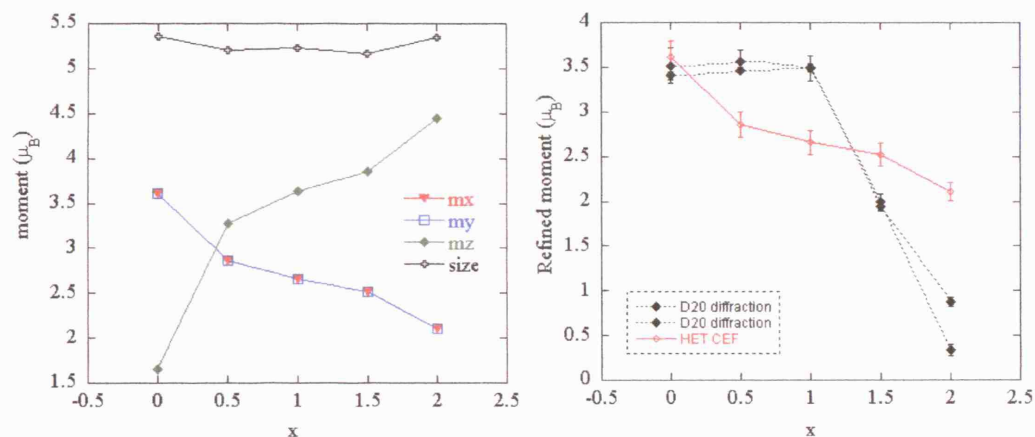 5.5
5
4.5
4
3.5
3
2.5
2
1.5
moment (μB)
mx
my
mz
size
-0.5 0 0.5 1 1.5 2 2.5
x
4
3.5
3
2.5
2
1.5
1
0.5
0
Refined moment (μB)
D20 diffraction
D20 diffraction
HET CEF
-0.5 0 0.5 1 1.5 2 2.5
x